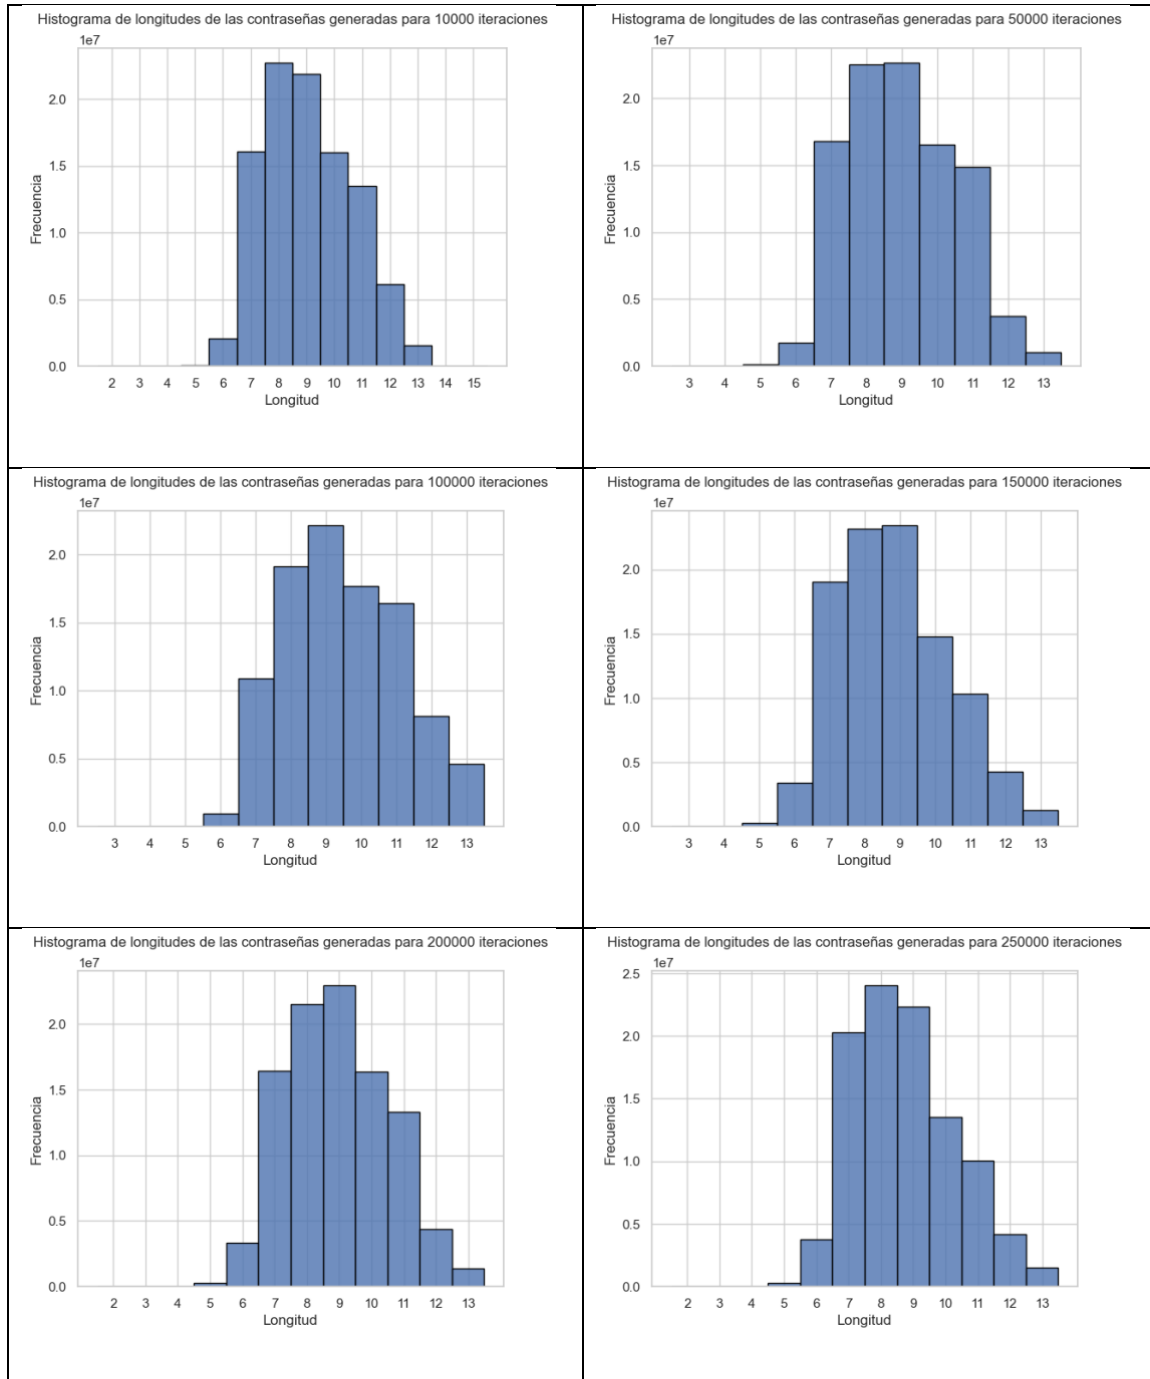 Histograma de longitudes de las contraseñas generadas para 10000 iteraciones
1e7
2.0
1.5
1.0
0.5
0.0
Frecuencia
2 3 4 5 6 7 8 9 10 11 12 13 14 15
Longitud
Histograma de longitudes de las contraseñas generadas para 50000 iteraciones
1e7
2.0
1.5
1.0
0.5
0.0
Frecuencia
3 4 5 6 7 8 9 10 11 12 13
Longitud
Histograma de longitudes de las contraseñas generadas para 100000 iteraciones
1e7
2.0
1.5
1.0
0.5
0.0
Frecuencia
3 4 5 6 7 8 9 10 11 12 13
Longitud
Histograma de longitudes de las contraseñas generadas para 150000 iteraciones
1e7
2.0
1.5
1.0
0.5
0.0
Frecuencia
3 4 5 6 7 8 9 10 11 12 13
Longitud
Histograma de longitudes de las contraseñas generadas para 200000 iteraciones
1e7
2.0
1.5
1.0
0.5
0.0
Frecuencia
2 3 4 5 6 7 8 9 10 11 12 13
Longitud
Histograma de longitudes de las contraseñas generadas para 250000 iteraciones
1e7
2.5
2.0
1.5
1.0
0.5
0.0
Frecuencia
2 3 4 5 6 7 8 9 10 11 12 13
Longitud